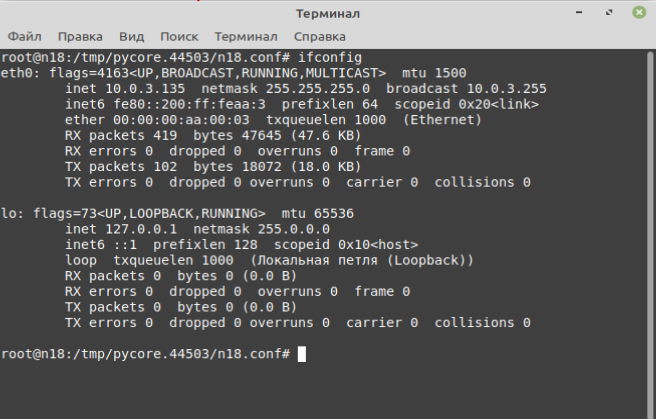 Терминал
Файл Правка Вид Поиск Терминал Справка
root@n18:/tmp/pycore.44503/n18.conf# ifconfig
eth0: flags=4163<UP,BROADCAST,RUNNING,MULTICAST>  mtu 1500
        inet 10.0.3.135  netmask 255.255.255.0  broadcast 10.0.3.255
        inet6 fe80::200:ff:feaa:3  prefixlen 64  scopeid 0x20<link>
        ether 00:00:00:aa:00:03  txqueuelen 1000  (Ethernet)
        RX packets 419  bytes 47645 (47.6 KB)
        RX errors 0  dropped 0  overruns 0  frame 0
        TX packets 102  bytes 18072 (18.0 KB)
        TX errors 0  dropped 0 overruns 0  carrier 0  collisions 0

lo: flags=73<UP,LOOPBACK,RUNNING>  mtu 65536
        inet 127.0.0.1  netmask 255.0.0.0
        inet6 ::1  prefixlen 128  scopeid 0x10<host>
        loop  txqueuelen 1000  (Локальная петля (Loopback))
        RX packets 0  bytes 0 (0.0 B)
        RX errors 0  dropped 0  overruns 0  frame 0
        TX packets 0  bytes 0 (0.0 B)
        TX errors 0  dropped 0 overruns 0  carrier 0  collisions 0

root@n18:/tmp/pycore.44503/n18.conf#